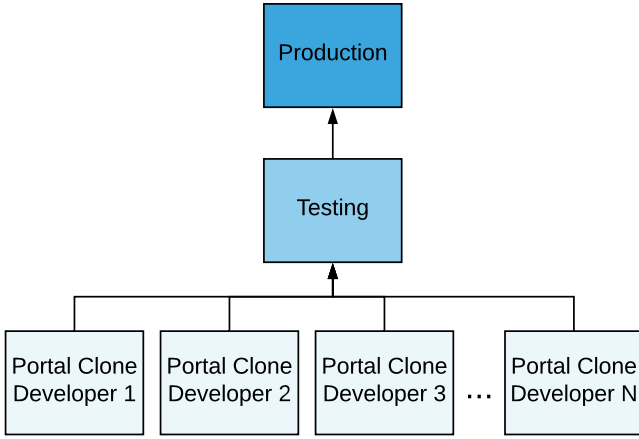 Production
Testing
Portal Clone Developer 1
Portal Clone Developer 2
Portal Clone Developer 3
...
Portal Clone Developer N